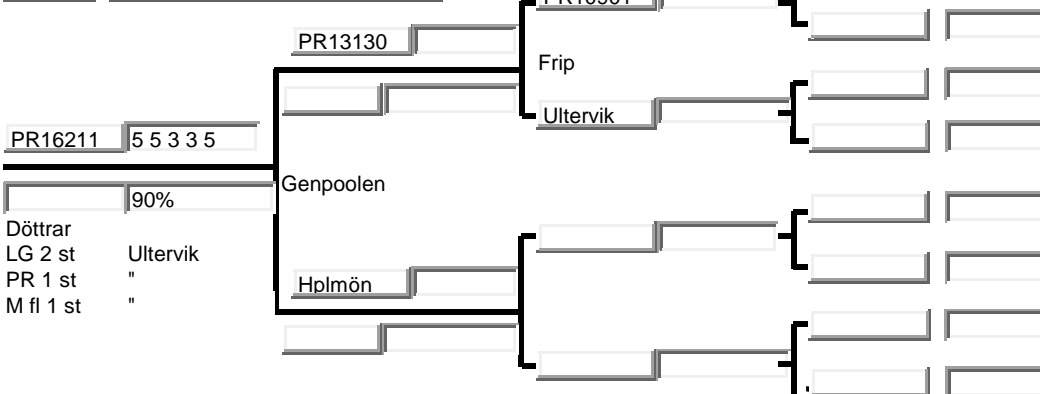 PR13130
Frip
Ultervik
PR16211 5 5 3 3 5
Genpoolen
90%
Döttrar
LG 2 st Ultervik
PR 1 st "
M fl 1 st "
Hplmön